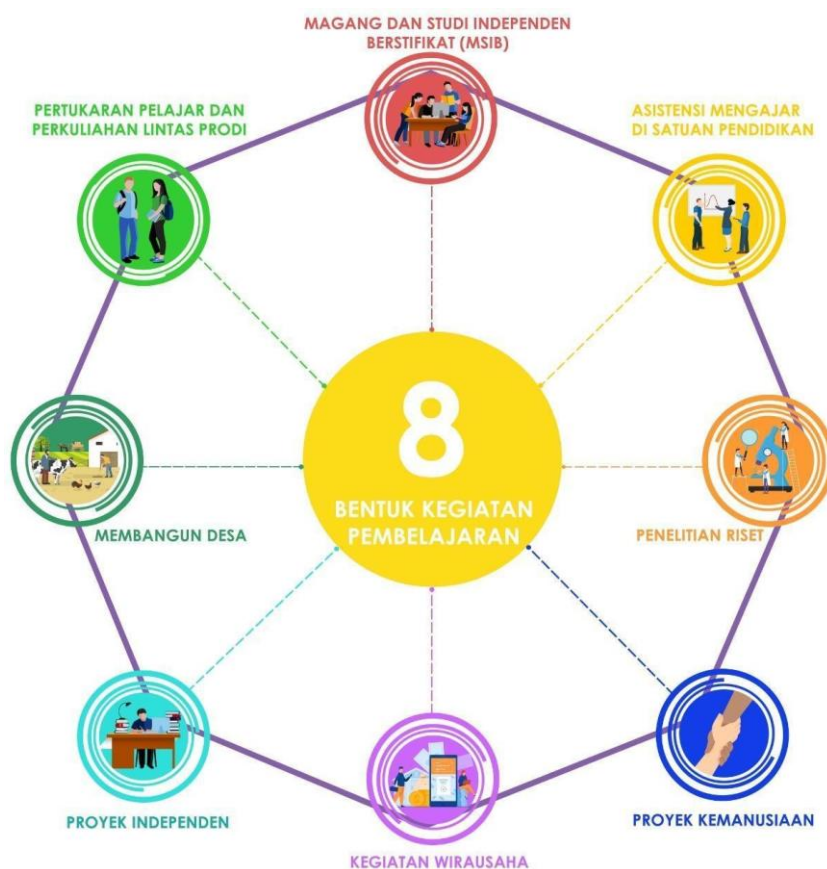 MAGANG DAN STUDI INDEPENDEN
BERSTIFIKAT (MSIB)
PERTUKARAN PELAJAR DAN
PERKULIAHAN LINTAS PRODI
ASISTENSI MENGAJAR
DI SATUAN PENDIDIKAN
8
BENTUK KEGIATAN
PEMBELAJARAN
MEMBANGUN DESA
PENELITIAN RISET
PROYEK INDEPENDEN
PROYEK KEMANUSIAAN
KEGIATAN WIRAUSAHA